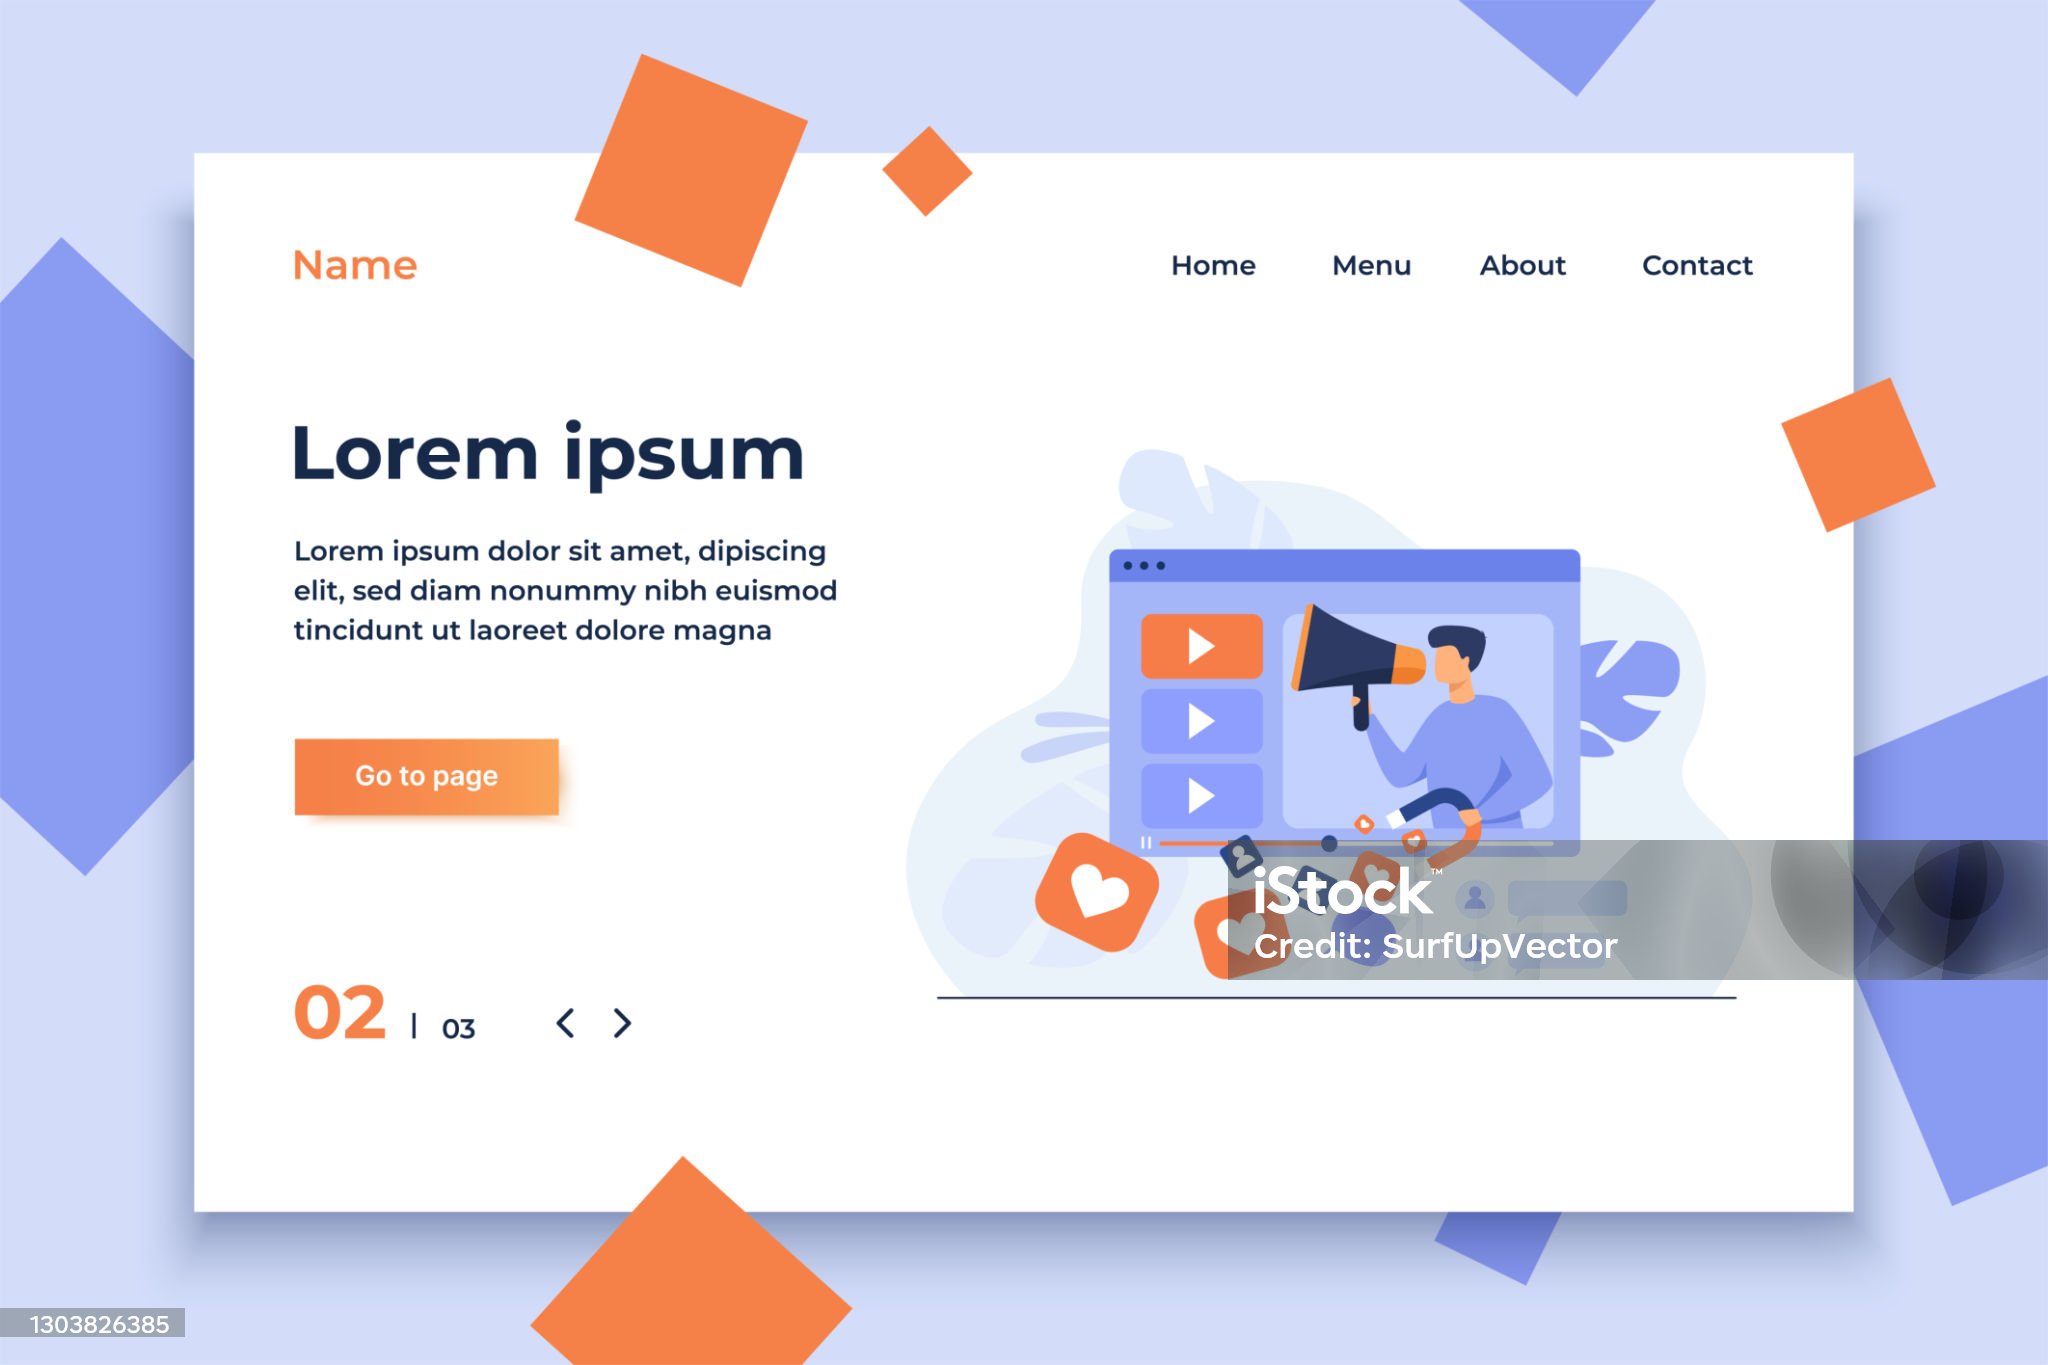 Name
Home Menu About Contact
Lorem ipsum
Lorem ipsum dolor sit amet, dipiscing
elit, sed diam nonummy nibh euismod
tincidunt ut laoreet dolore magna
Go to page
02 | 03 < >
iStock™
Credit: SurfUpVector
1303826385